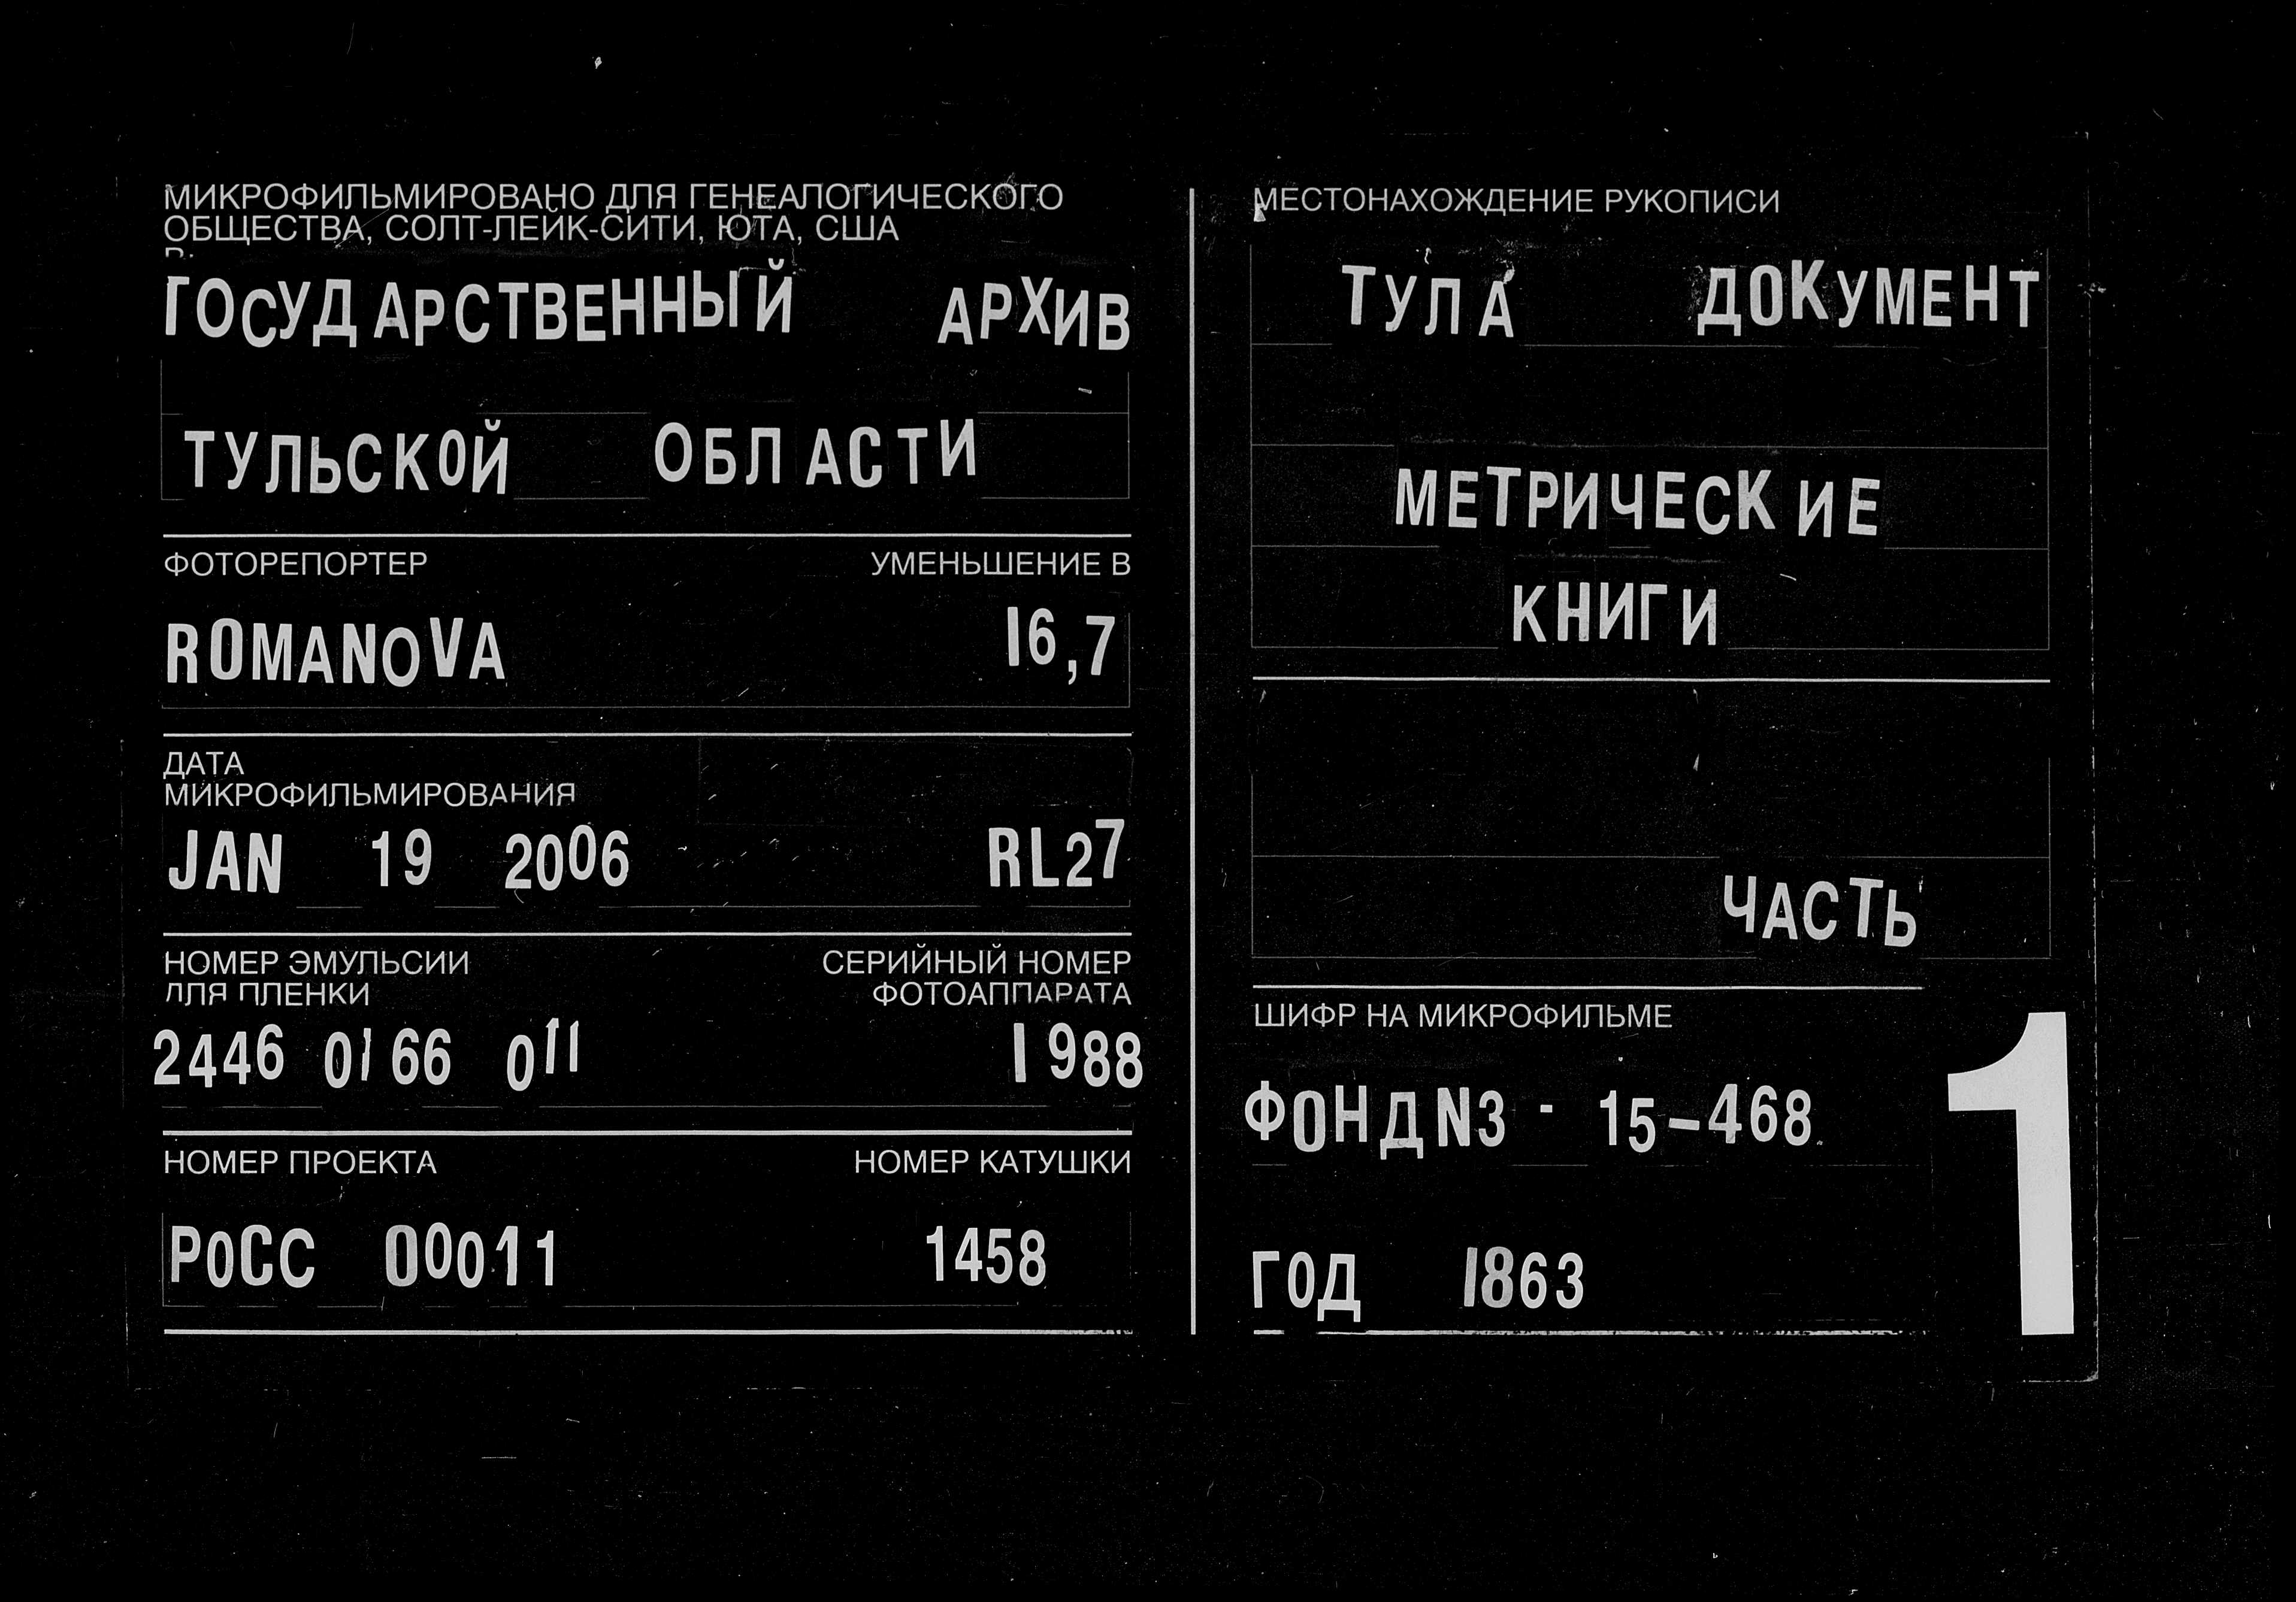 МИКРОФИЛЬМИРОВАНО ДЛЯ ГЕНЕАЛОГИЧЕСКОГО
ОБЩЕСТВА, СОЛТ-ЛЕЙК-СИТИ, ЮТА, США
ГОСУДАРСТВЕННЫЙ АРХИВ
ТУЛЬСКОЙ ОБЛАСТИ
ФОТОРЕПОРТЕР УМЕНЬШЕНИЕ В
ROMANOVA 16,7
ДАТА
МИКРОФИЛЬМИРОВАНИЯ
JAN 19 2006 RL27
НОМЕР ЭМУЛЬСИИ СЕРИЙНЫЙ НОМЕР
ДЛЯ ПЛЕНКИ ФОТОАППАРАТА
2446 0166 011 1988
НОМЕР ПРОЕКТА НОМЕР КАТУШКИ
РОСС 00011 1458
МЕСТОНАХОЖДЕНИЕ РУКОПИСИ
ТУЛА ДОКУМЕНТ
МЕТРИЧЕСКИЕ
КНИГИ
ЧАСТЬ
1
ШИФР НА МИКРОФИЛЬМЕ
ФОНД N3 - 15-468
ГОД 1863